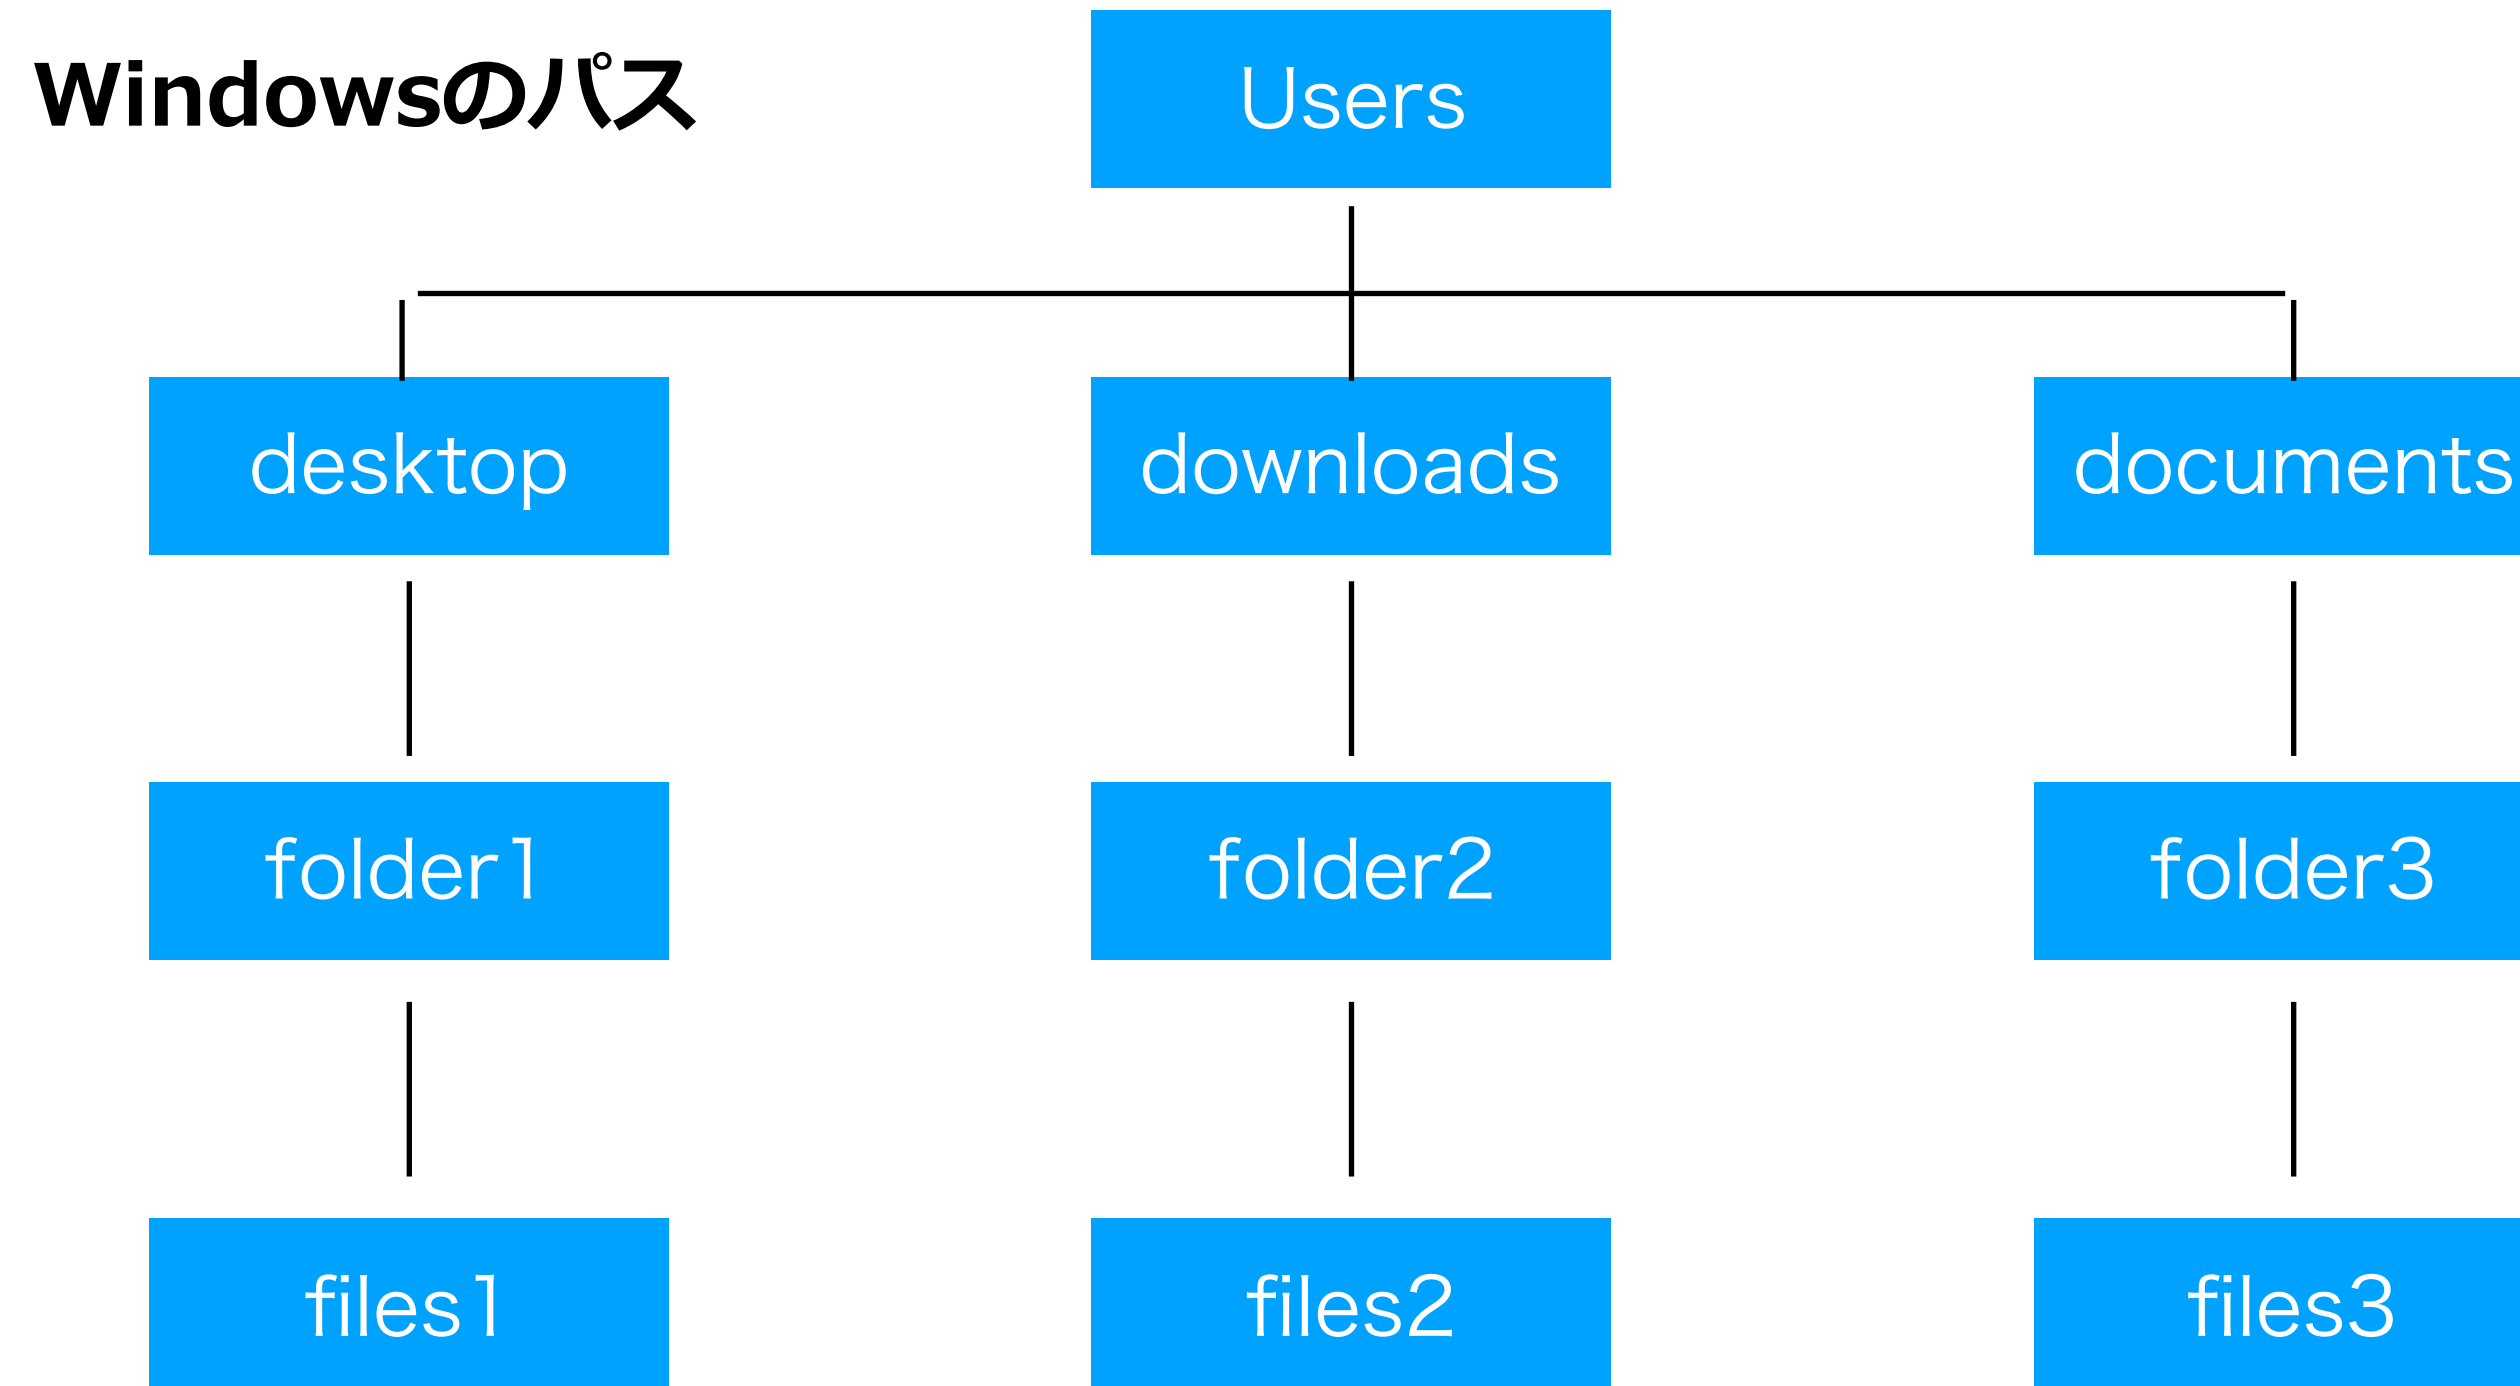 Windowsのパス
Users
desktop
downloads
documents
folder1
folder2
folder3
files1
files2
files3